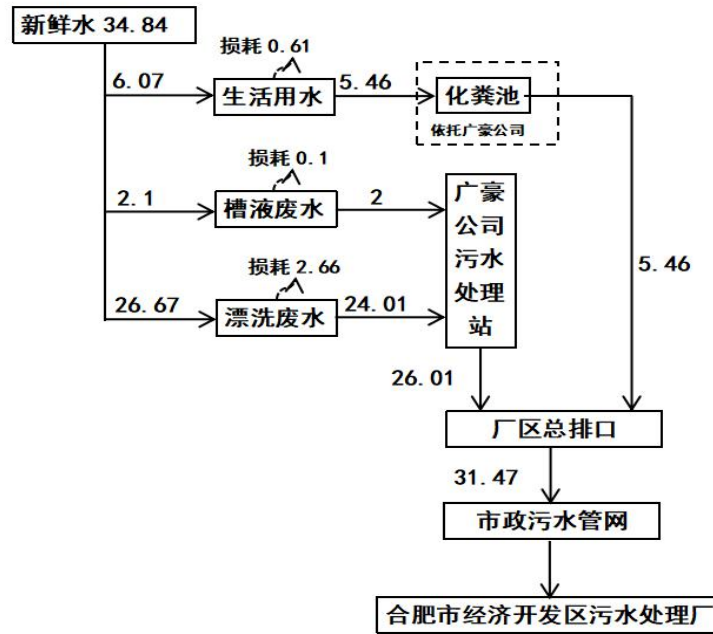 新鲜水 34.84
损耗 0.61
6.07
生活用水
5.46
化粪池
依托广豪公司
损耗 0.1
2.1
槽液废水
2
广豪公司污水处理站
5.46
损耗 2.66
26.67
漂洗废水
24.01
26.01
厂区总排口
31.47
市政污水管网
合肥市经济开发区污水处理厂